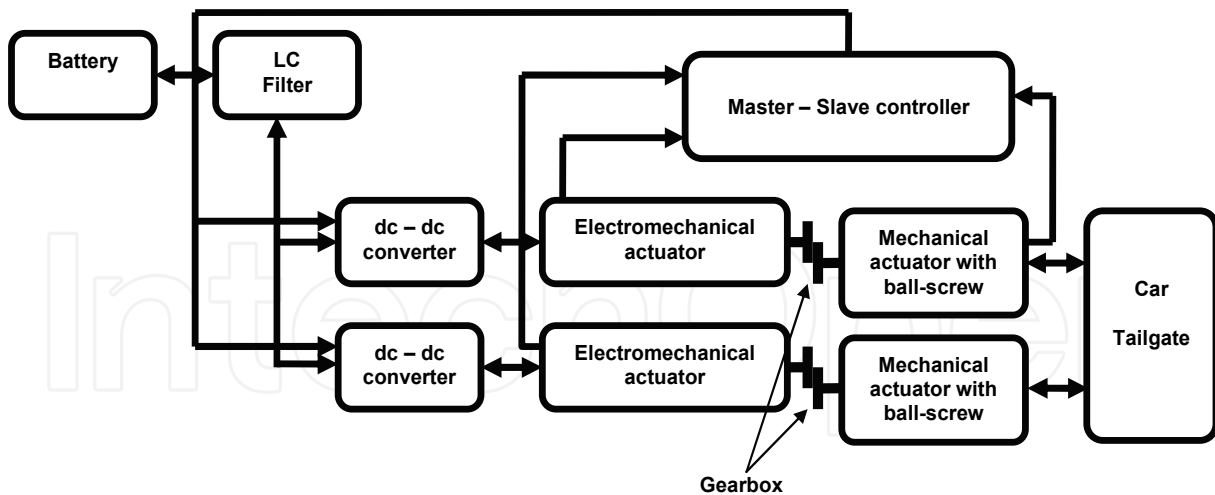 Battery
LC
Filter
Master – Slave controller
dc – dc
converter
Electromechanical
actuator
Mechanical
actuator with
ball-screw
Car
Tailgate
dc – dc
converter
Electromechanical
actuator
Mechanical
actuator with
ball-screw
Gearbox
IntechOpen